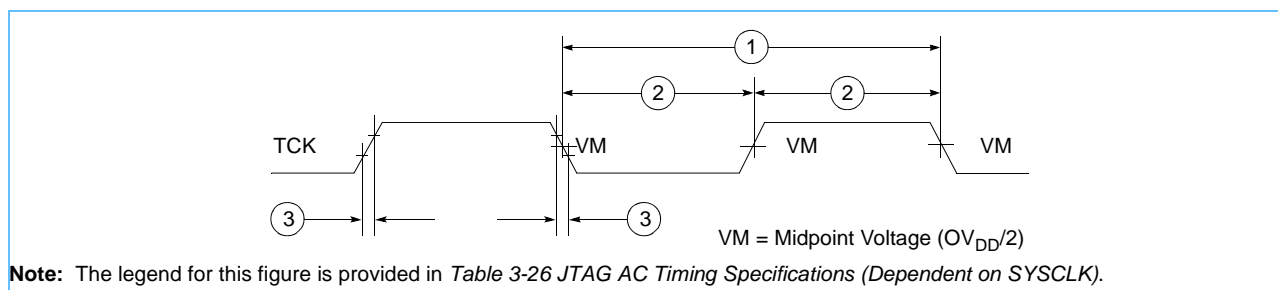 1
2 2
TCK VM VM VM
3 3
VM = Midpoint Voltage (OVDD/2)
Note: The legend for this figure is provided in Table 3-26 JTAG AC Timing Specifications (Dependent on SYSCLK).